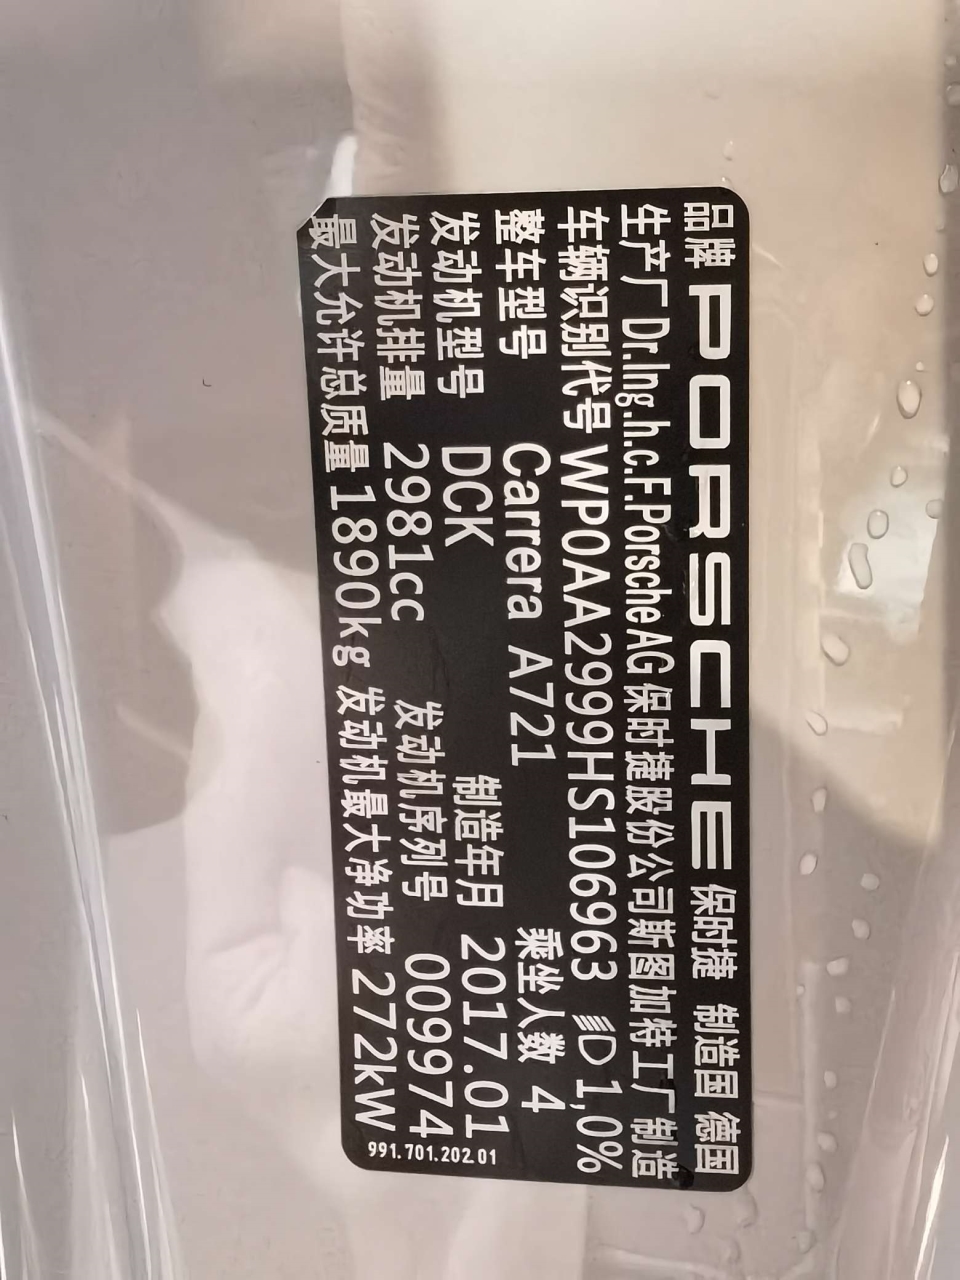 品牌 PORSCHE 保时捷 制造国 德国
生产厂 Dr.Ing.h.c.F.Porsche AG 保时捷股份公司斯图加特工厂制造
车辆识别代号 WP0AA2999HS106963 1,0%
整车型号 Carrera A721 乘坐人数 4
发动机型号 DCK 制造年月 2017.01
发动机排量 2981cc 发动机序列号 009974
最大允许总质量 1890kg 发动机最大净功率 272kW
991.701.202.01